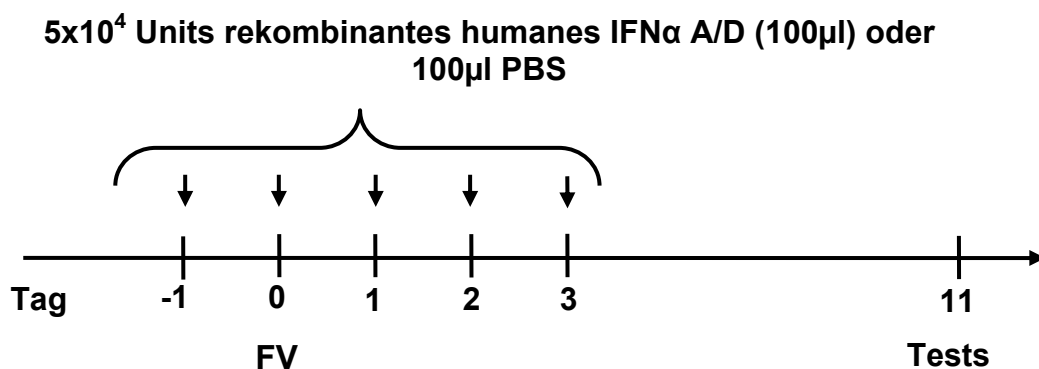 5x10⁴ Units rekombinantes humanes IFNα A/D (100µl) oder
100µl PBS
Tag -1 0 1 2 3 11
FV Tests